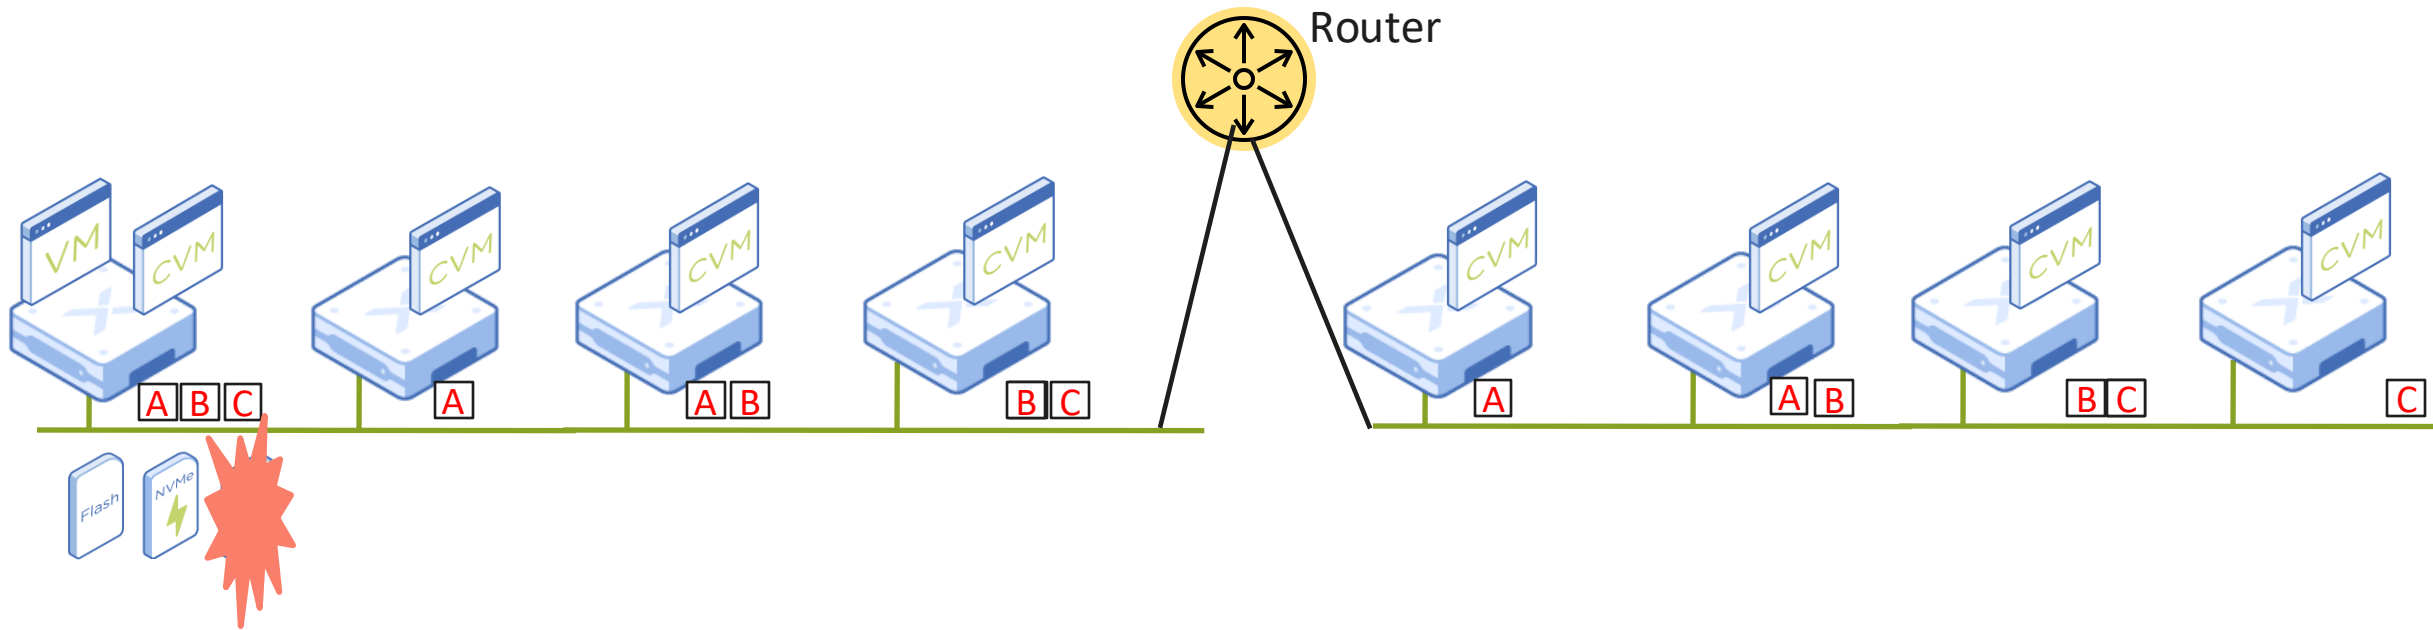 Router
VM
CVM
CVM
CVM
CVM
CVM
CVM
CVM
CVM
A B C
A
A B
B C
A
A B
B C
C
Flash
NVMe